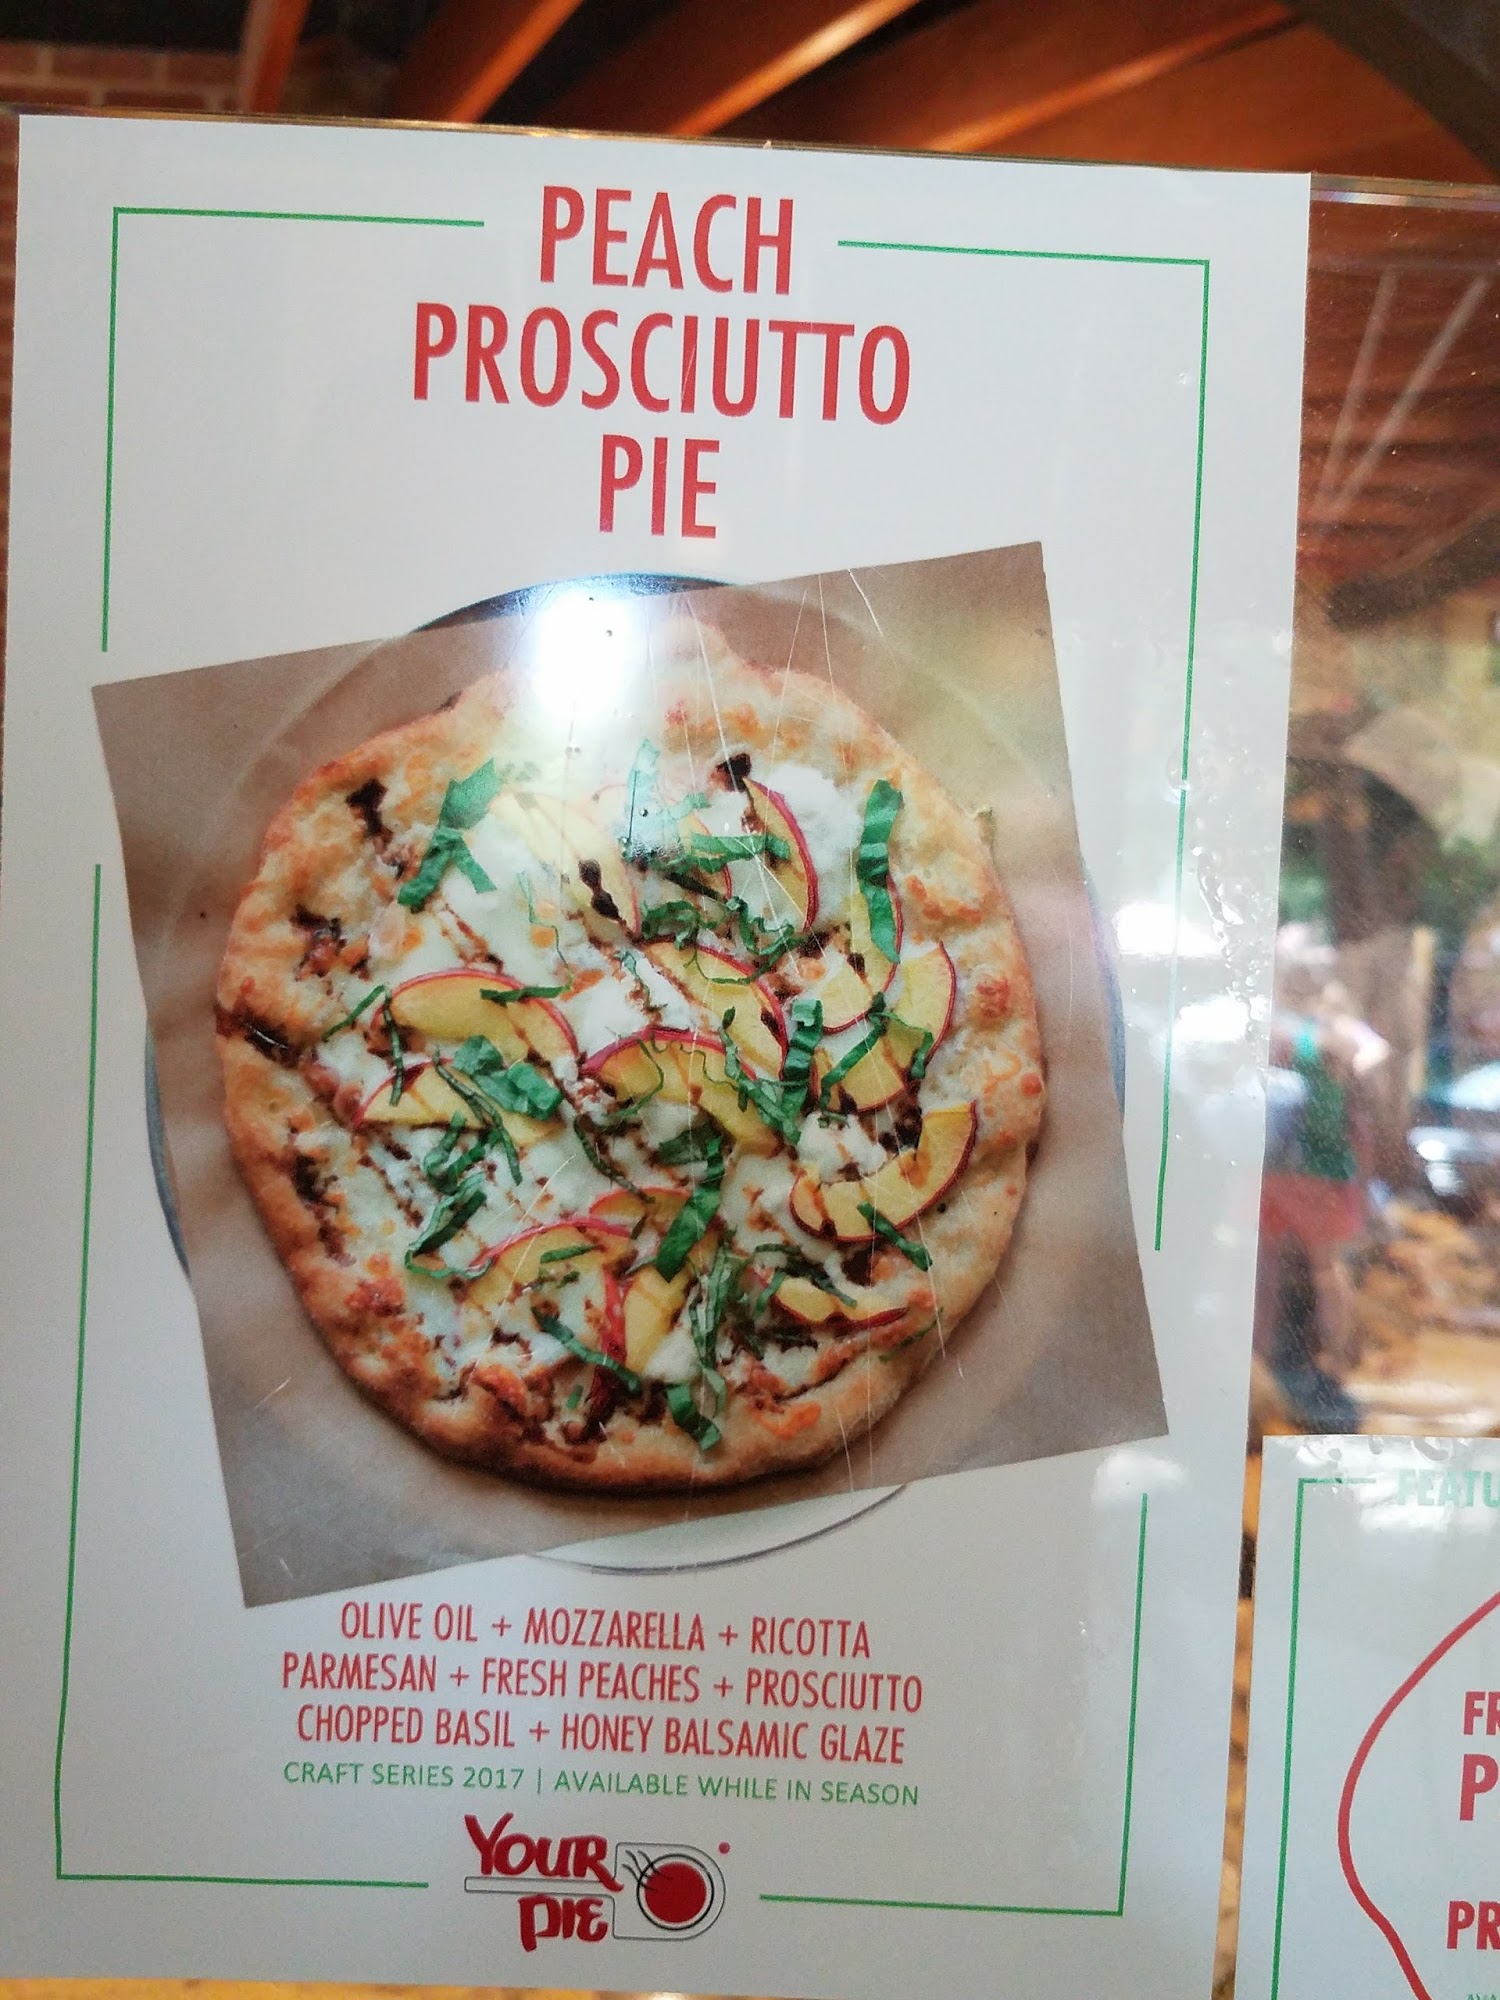 PEACH
PROSCIUTTO
PIE
OLIVE OIL + MOZZARELLA + RICOTTA
PARMESAN + FRESH PEACHES + PROSCIUTTO
CHOPPED BASIL + HONEY BALSAMIC GLAZE
CRAFT SERIES 2017 | AVAILABLE WHILE IN SEASON
YOUR
PIE